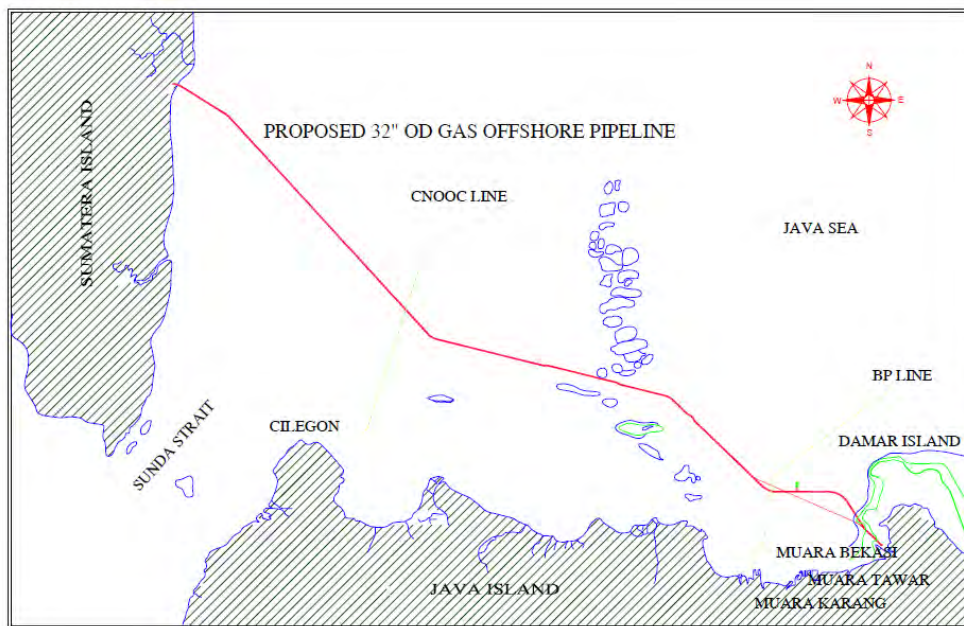 N
W E
S
PROPOSED 32" OD GAS OFFSHORE PIPELINE
CNOOC LINE
SUMATERA ISLAND
JAVA SEA
BP LINE
CILEGON
DAMAR ISLAND
SUNDA STRAIT
MUARA BEKASI
MUARA TAWAR
JAVA ISLAND
MUARA KARANG